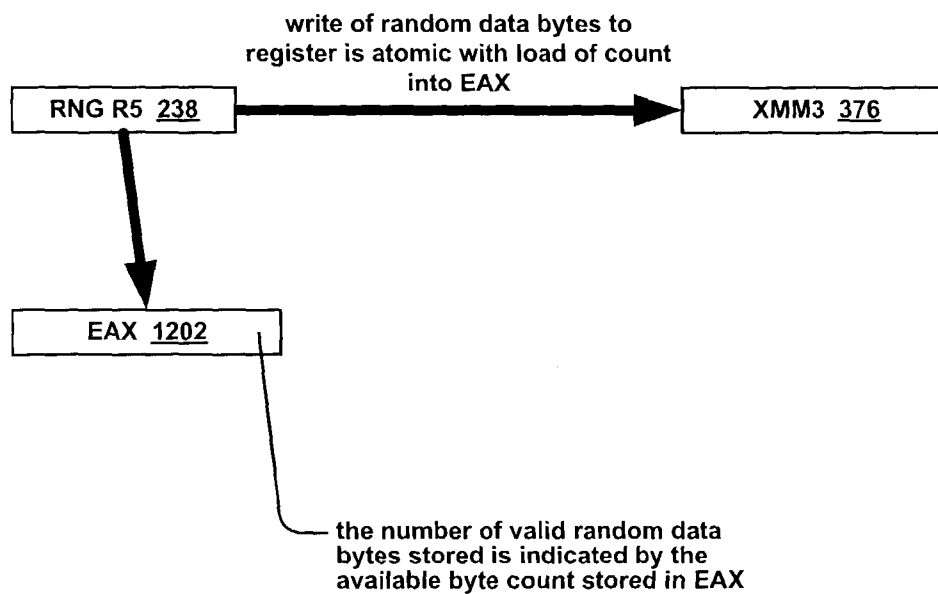 write of random data bytes to
register is atomic with load of count
into EAX
RNG R5 238
XMM3 376
EAX 1202
the number of valid random data
bytes stored is indicated by the
available byte count stored in EAX